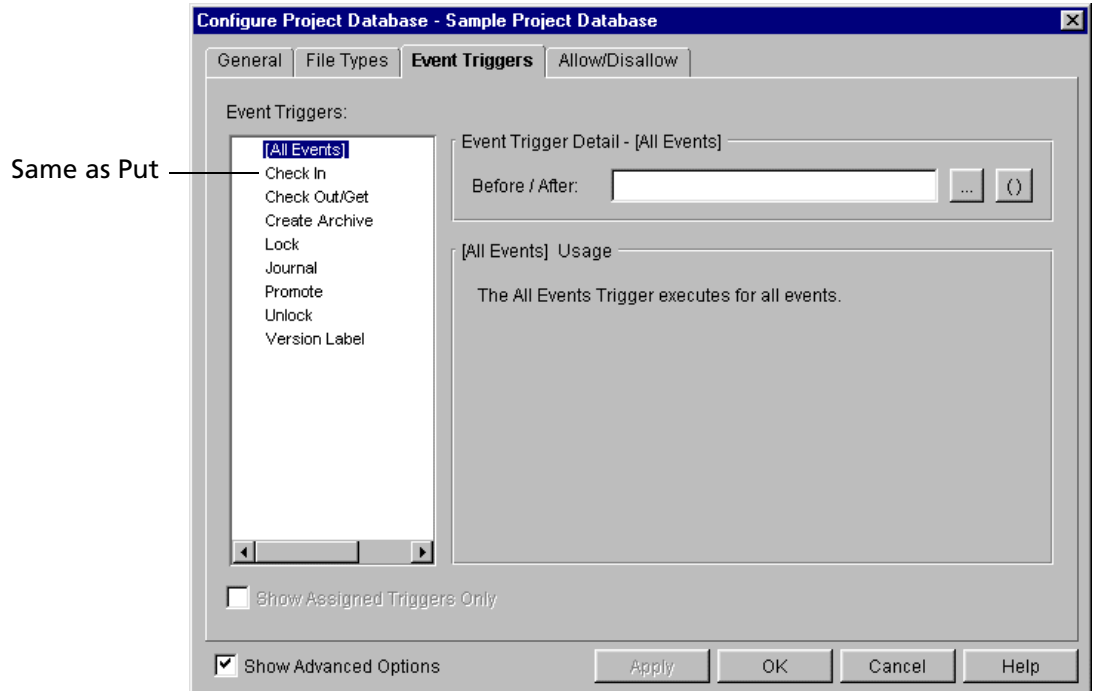 Configure Project Database - Sample Project Database
General File Types Event Triggers Allow/Disallow
Event Triggers:
[All Events]
Same as Put
Check In
Check Out/Get
Create Archive
Lock
Journal
Promote
Unlock
Version Label
Event Trigger Detail - [All Events]
Before / After:
... ()
[All Events] Usage
The All Events Trigger executes for all events.
Show Assigned Triggers Only
Show Advanced Options
Apply OK Cancel Help